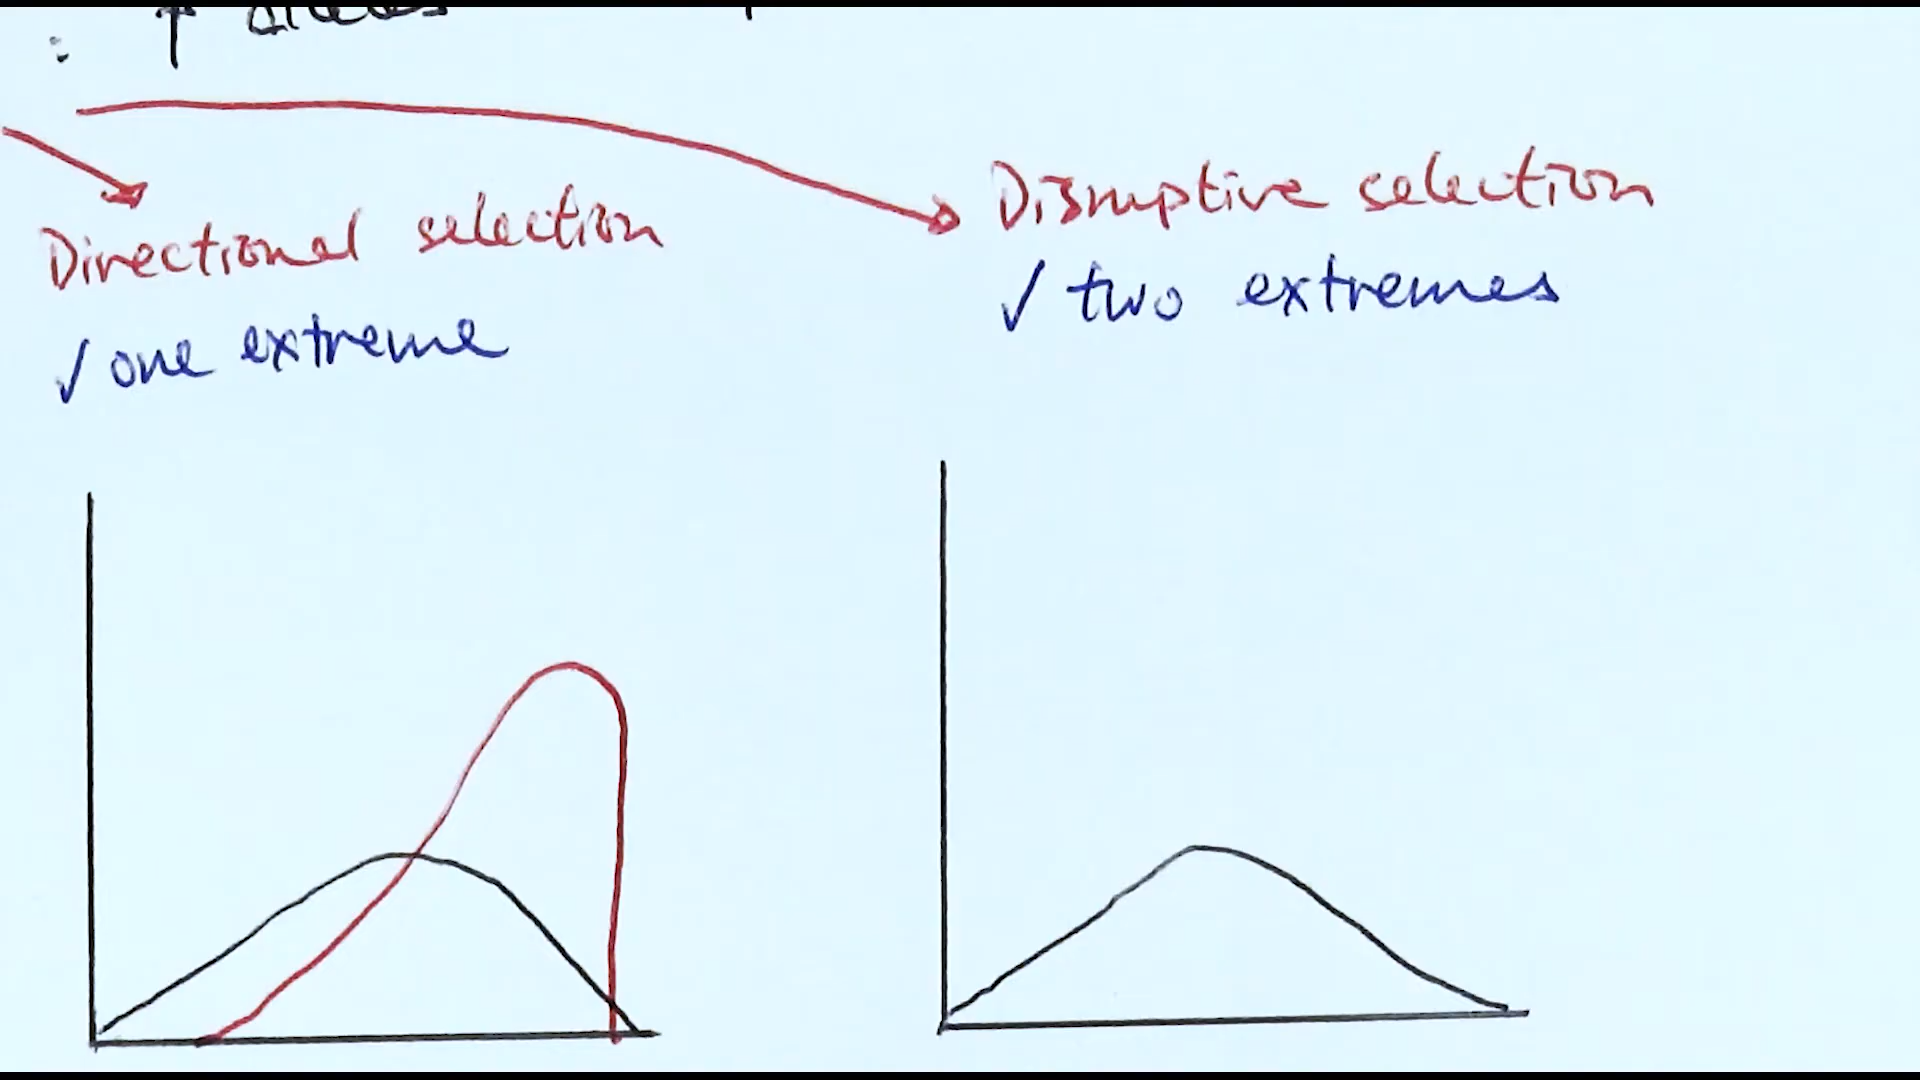 Directional selection
✓ one extreme
Disruptive selection
✓ two extremes